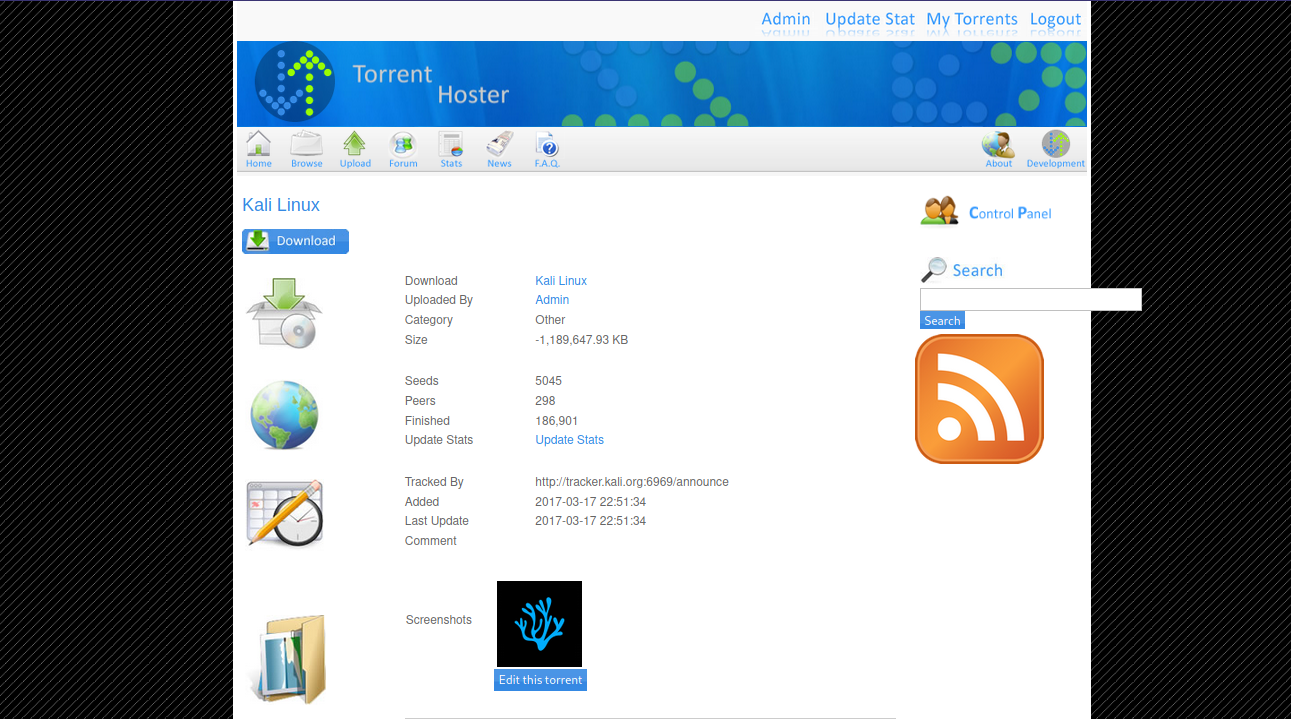 Admin Update Stat My Torrents Logout
Torrent
Hoster
Home Browse Upload Forum Stats News F.A.Q. About Development
Kali Linux
Control Panel
Download
Search
Download Kali Linux
Uploaded By Admin
Category Other
Search
Size -1,189,647.93 KB
Seeds 5045
Peers 298
Finished 186,901
Update Stats Update Stats
Tracked By http://tracker.kali.org:6969/announce
Added 2017-03-17 22:51:34
Last Update 2017-03-17 22:51:34
Comment
Screenshots
Edit this torrent